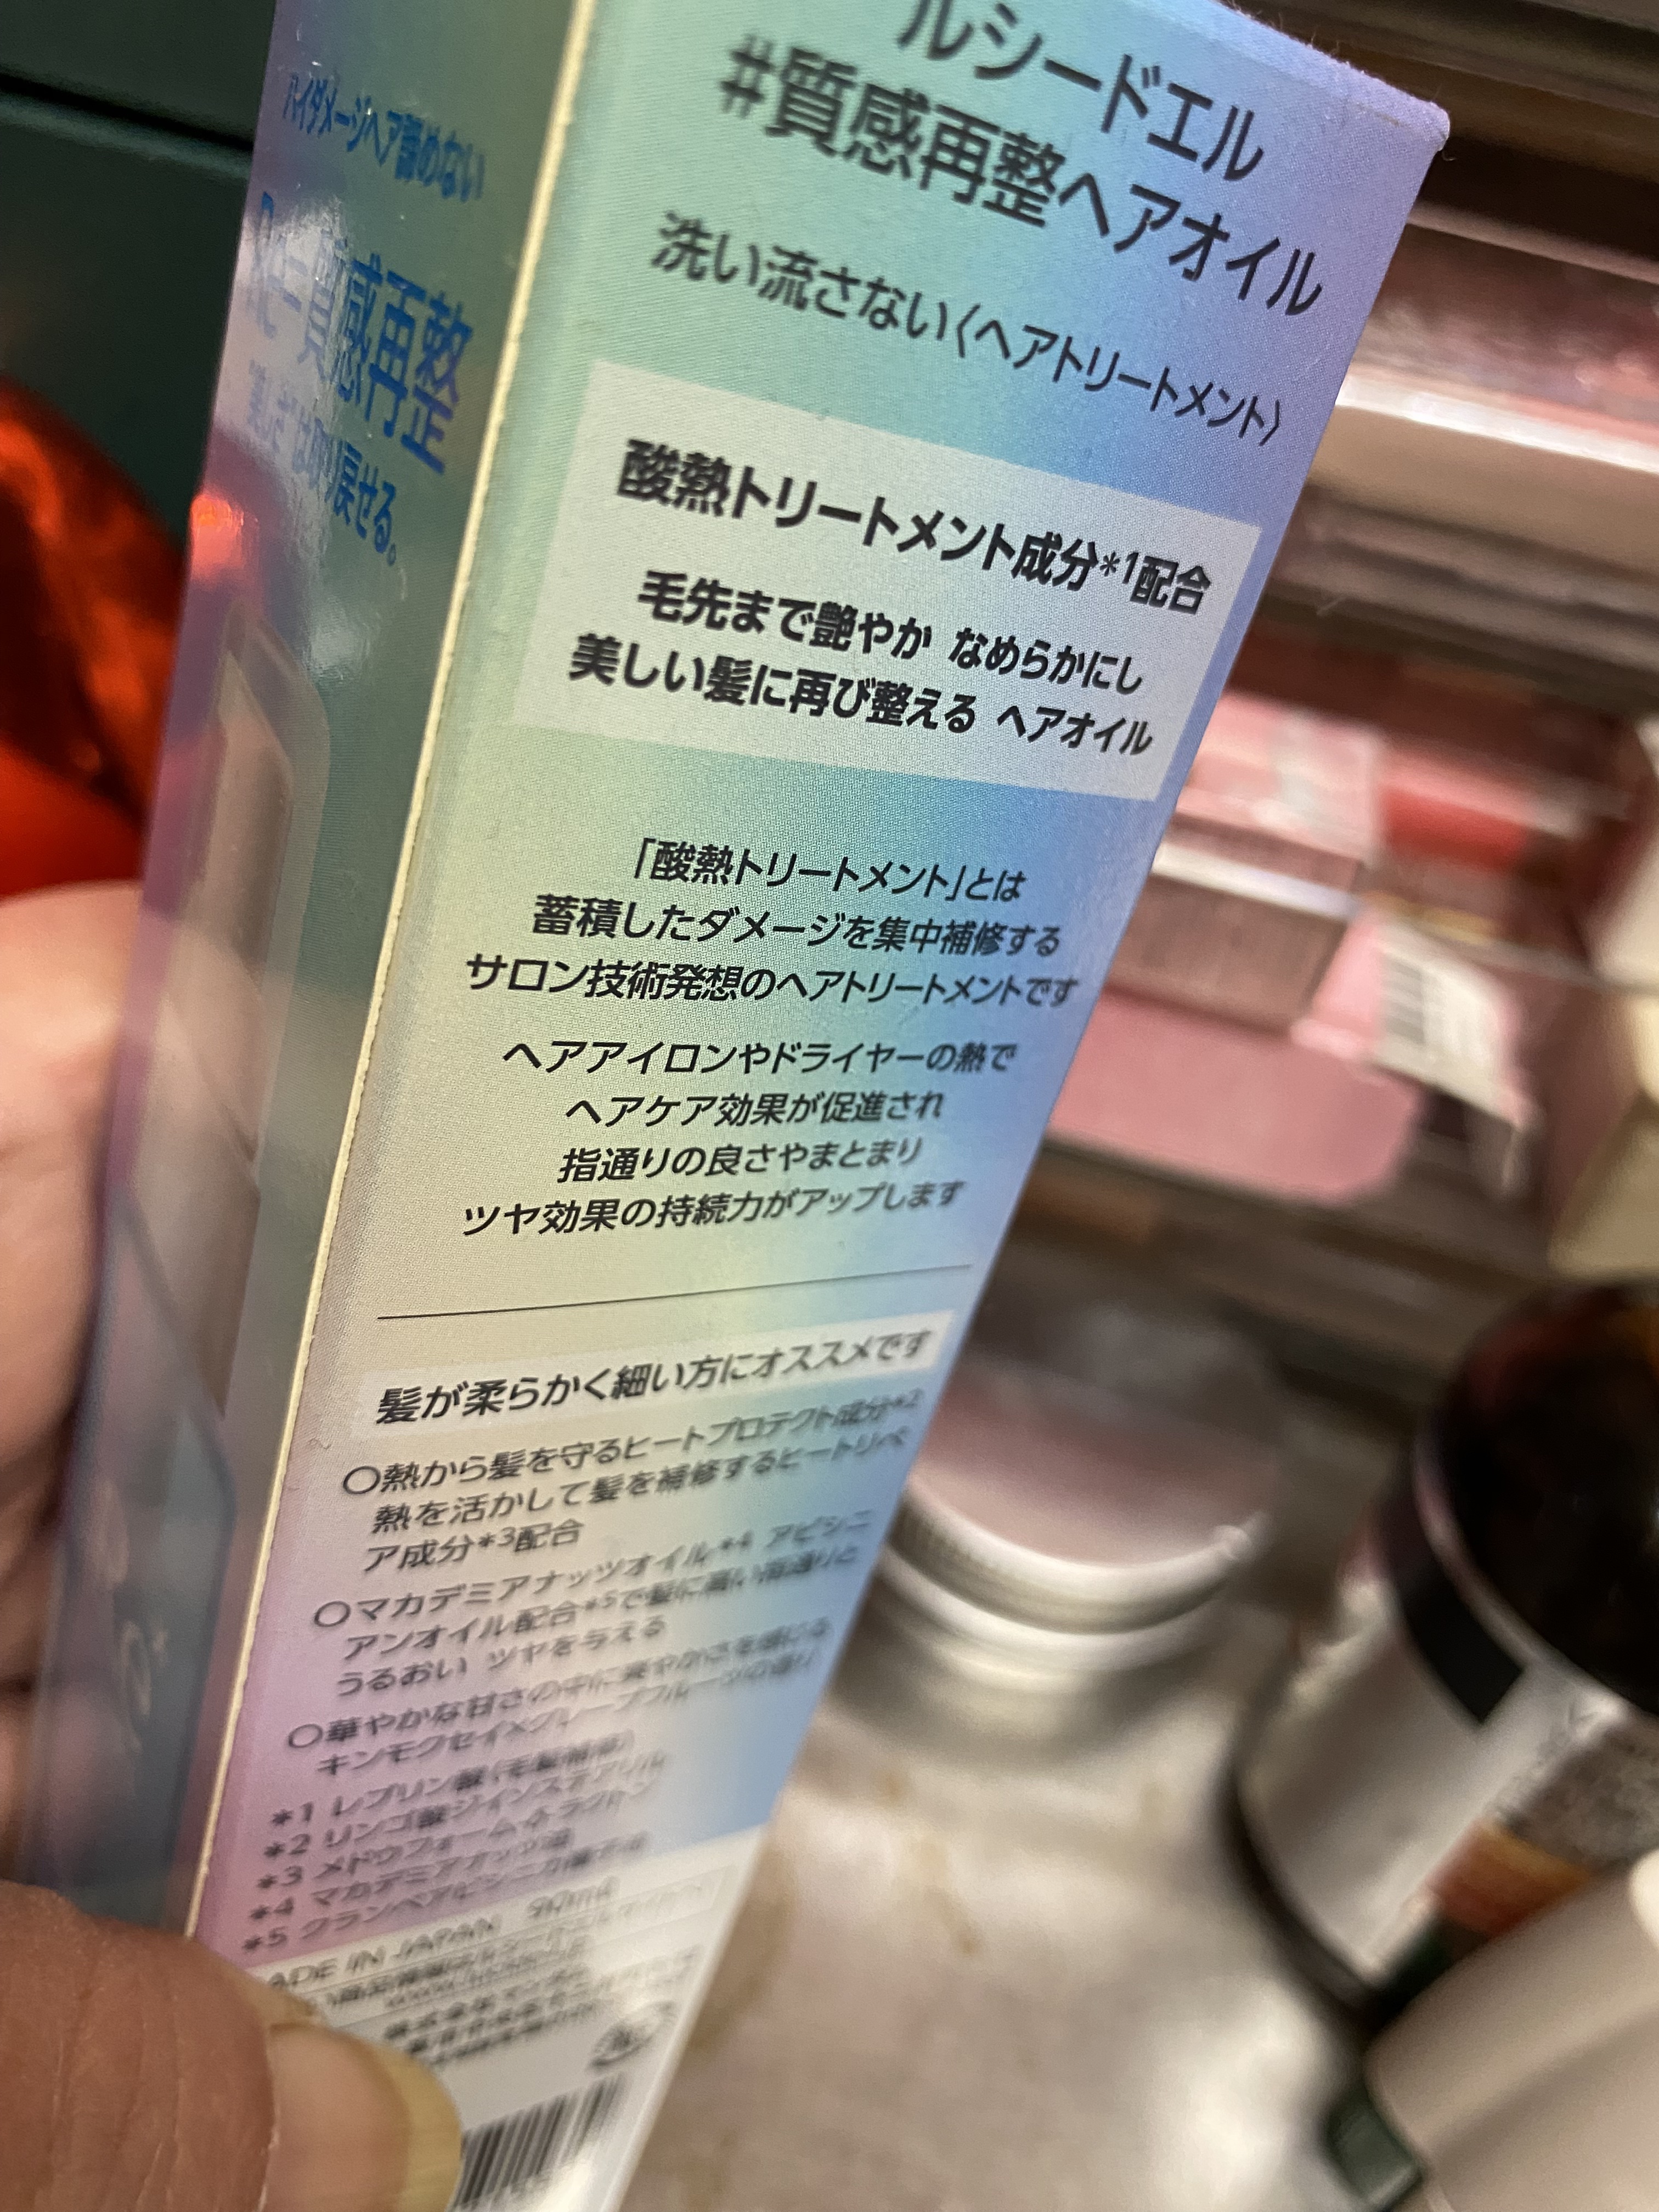 ハイダメージヘア諦めない
質感再整
は取り戻せる。
ルシードエル
#質感再整ヘアオイル
洗い流さない〈ヘアトリートメント〉
酸熱トリートメント成分*1配合
毛先まで艶やか なめらかにし
美しい髪に再び整える ヘアオイル
「酸熱トリートメント」とは
蓄積したダメージを集中補修する
サロン技術発想のヘアトリートメントです
ヘアアイロンやドライヤーの熱で
ヘアケア効果が促進され
指通りの良さやまとまり
ツヤ効果の持続力がアップします
髪が柔らかく細い方にオススメです
○熱から髪を守るヒートプロテクト成分*2
熱を活かして髪を補修するヒートリペ
ア成分*3配合
○マカデミアナッツオイル*4 アビシニ
アンオイル配合*5で髪に高い指通りと
うるおい ツヤを与える
○華やかな甘さの中に爽やかさを感じる
キンモクセイ×グレープフルーツの香り
*1 レブリン酸(毛髪補修)
*2 リンゴ酸ジイソステアリル
*3 メドウフォーム-δ-ラクトン
*4 マカデミアナッツ油
*5 クランベアビシニカ種子油
ADE IN JAPAN 90mL